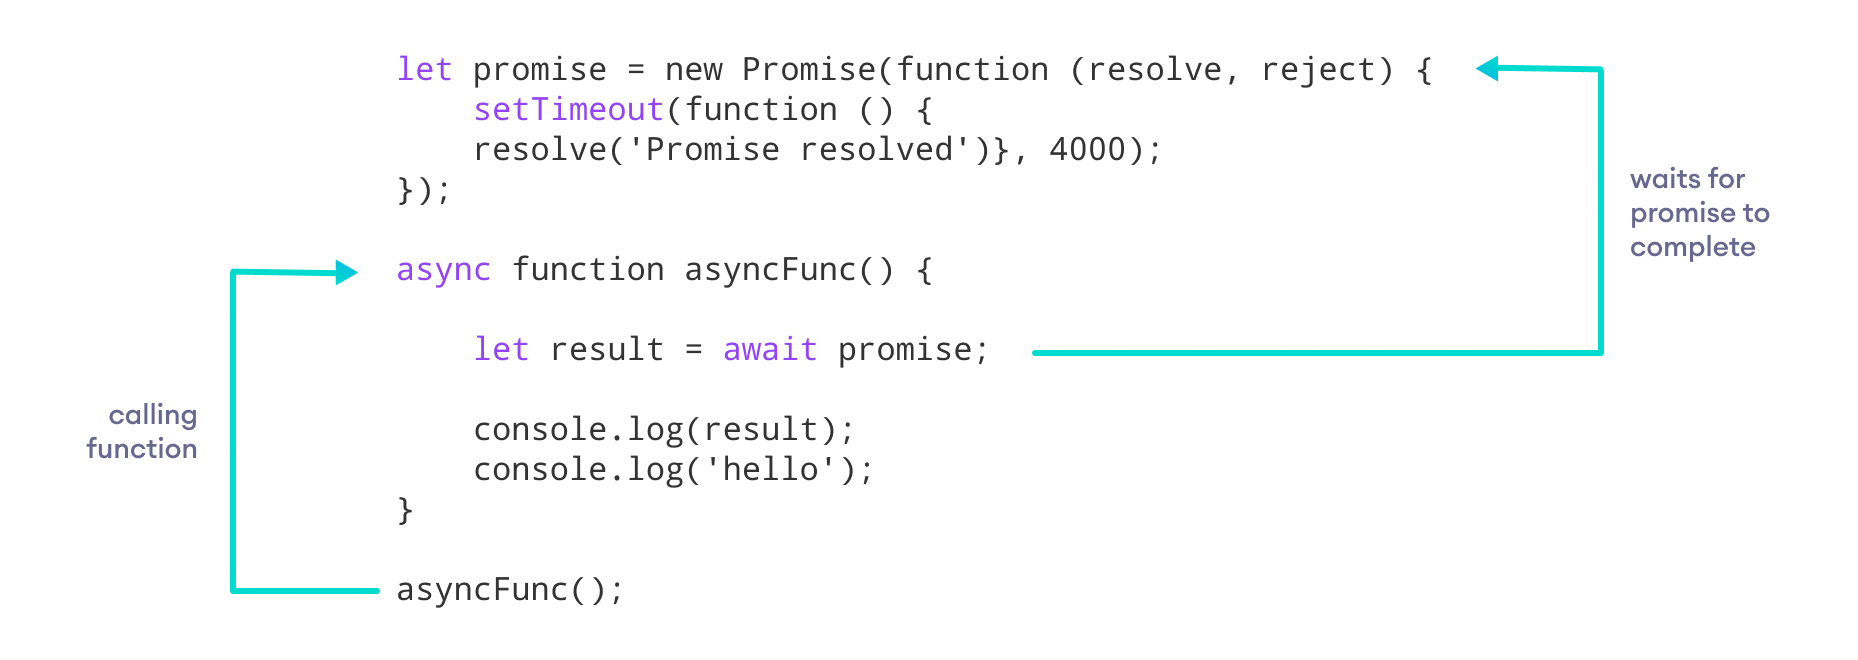 let promise = new Promise(function (resolve, reject) {
setTimeout(function () {
resolve('Promise resolved')}, 4000);
});
waits for
promise to
complete
async function asyncFunc() {
let result = await promise;
calling
function
console.log(result);
console.log('hello');
}
asyncFunc();